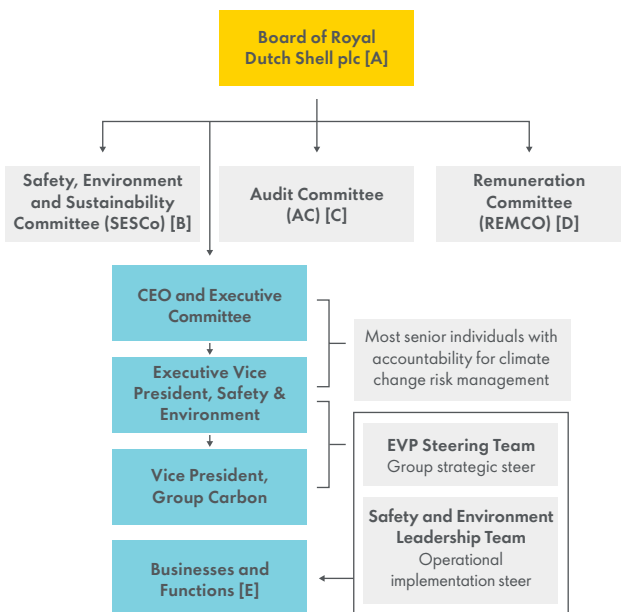 Board of Royal
Dutch Shell plc [A]
Safety, Environment
and Sustainability
Committee (SESCo) [B]
Audit Committee
(AC) [C]
Remuneration
Committee
(REMCO) [D]
CEO and Executive
Committee
Most senior individuals with
accountability for climate
change risk management
Executive Vice
President, Safety &
Environment
EVP Steering Team
Group strategic steer
Vice President,
Group Carbon
Safety and Environment
Leadership Team
Operational
implementation steer
Businesses and
Functions [E]